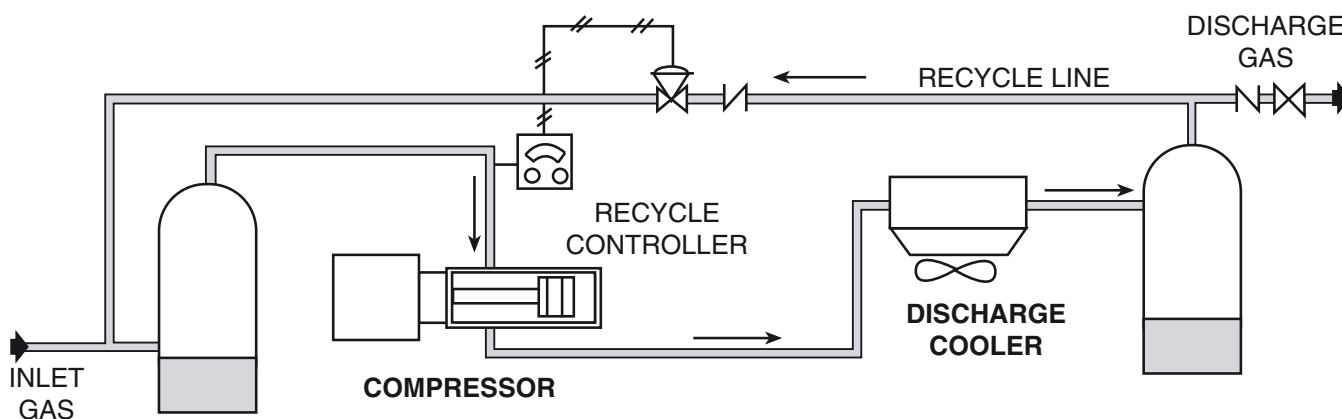 DISCHARGE
GAS
RECYCLE LINE
RECYCLE
CONTROLLER
DISCHARGE
COOLER
INLET
GAS
COMPRESSOR